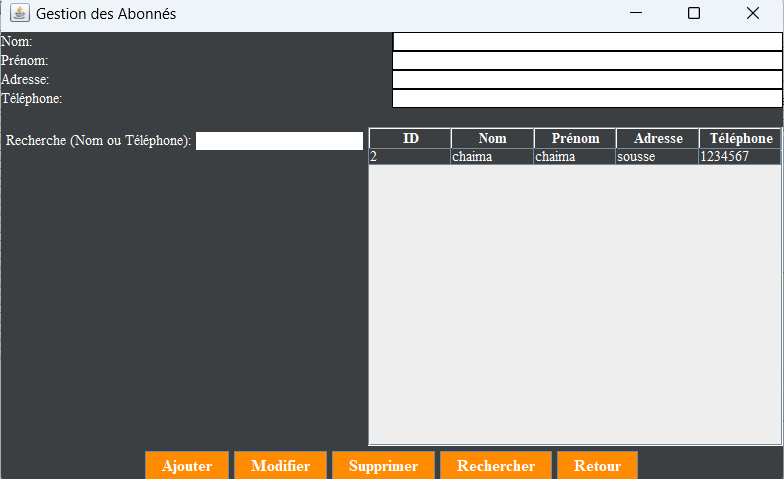 Gestion des Abonnés
Nom:
Prénom:
Adresse:
Téléphone:
Recherche (Nom ou Téléphone):
ID Nom Prénom Adresse Téléphone
2 chaima chaima sousse 1234567
Ajouter Modifier Supprimer Rechercher Retour